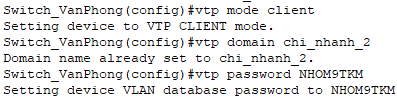 Switch_VanPhong(config)#vtp mode client
Setting device to VTP CLIENT mode.
Switch_VanPhong(config)#vtp domain chi_nhanh_2
Domain name already set to chi_nhanh_2.
Switch_VanPhong(config)#vtp password NHOM9TKM
Setting device VLAN database password to NHOM9TKM